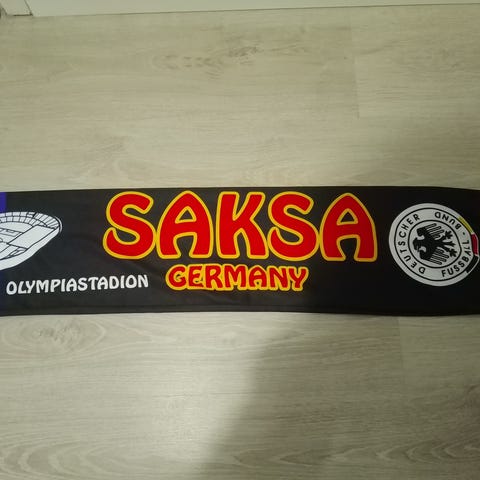 SAKSA
OLYMPIASTADION
GERMANY
DEUTSCHER
FUSSBALL-BUND